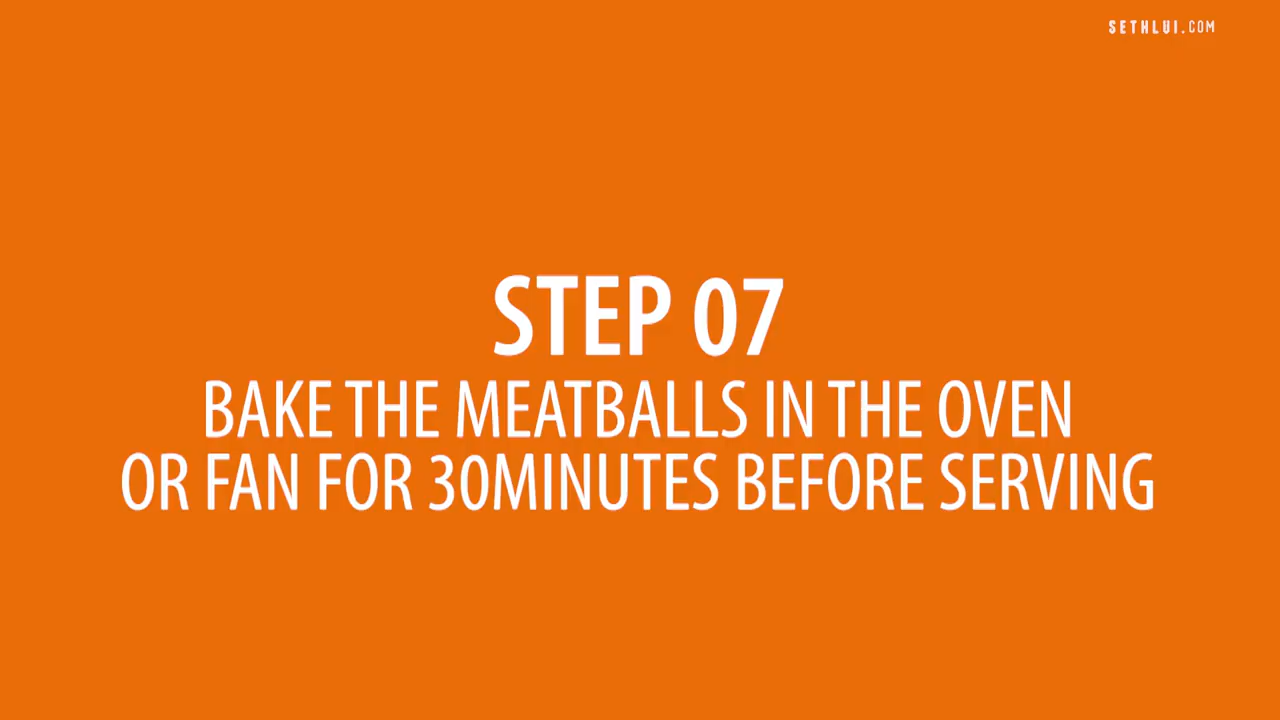 SETHLUI.COM
STEP 07
BAKE THE MEATBALLS IN THE OVEN
OR FAN FOR 30MINUTES BEFORE SERVING